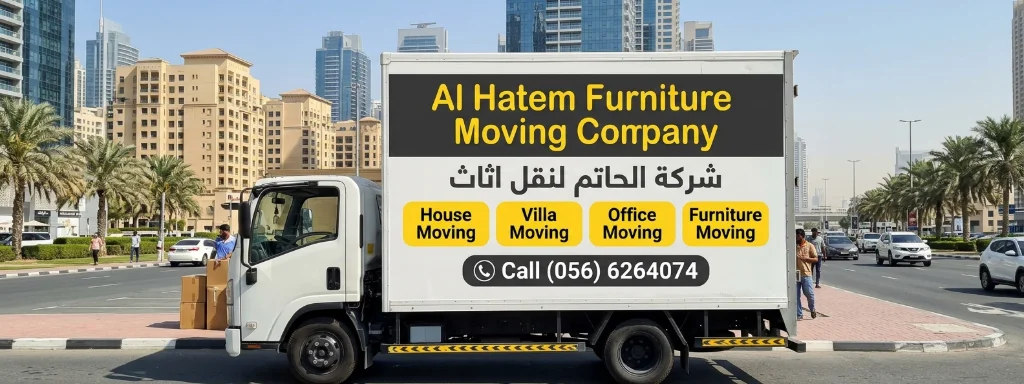 Al Hatem Furniture
Moving Company
شركة الحاتم لنقل اثاث
House
Moving
Villa
Moving
Office
Moving
Furniture
Moving
Call (056) 6264074